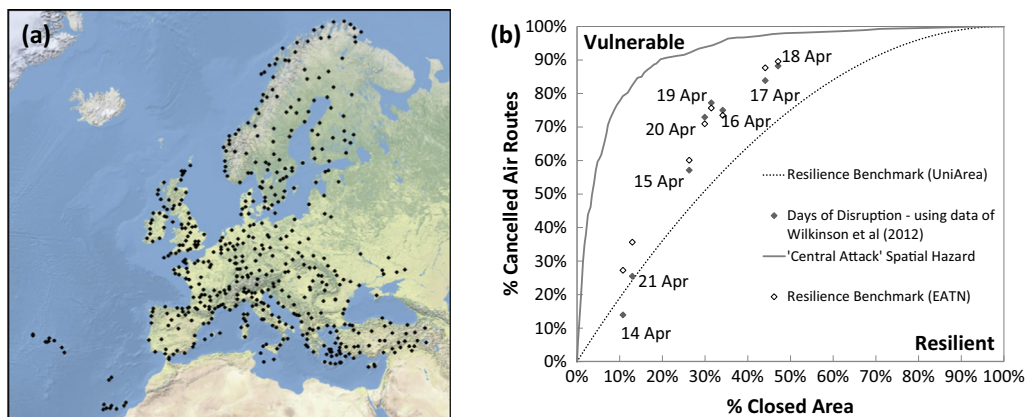 (a)
(b)
% Cancelled Air Routes
100%
90%
80%
70%
60%
50%
40%
30%
20%
10%
0%
Vulnerable
18 Apr
17 Apr
19 Apr
16 Apr
20 Apr
15 Apr
21 Apr
14 Apr
Resilience Benchmark (UniArea)
Days of Disruption - using data of
Wilkinson et al (2012)
'Central Attack' Spatial Hazard
Resilience Benchmark (EATN)
Resilient
0% 10% 20% 30% 40% 50% 60% 70% 80% 90% 100%
% Closed Area